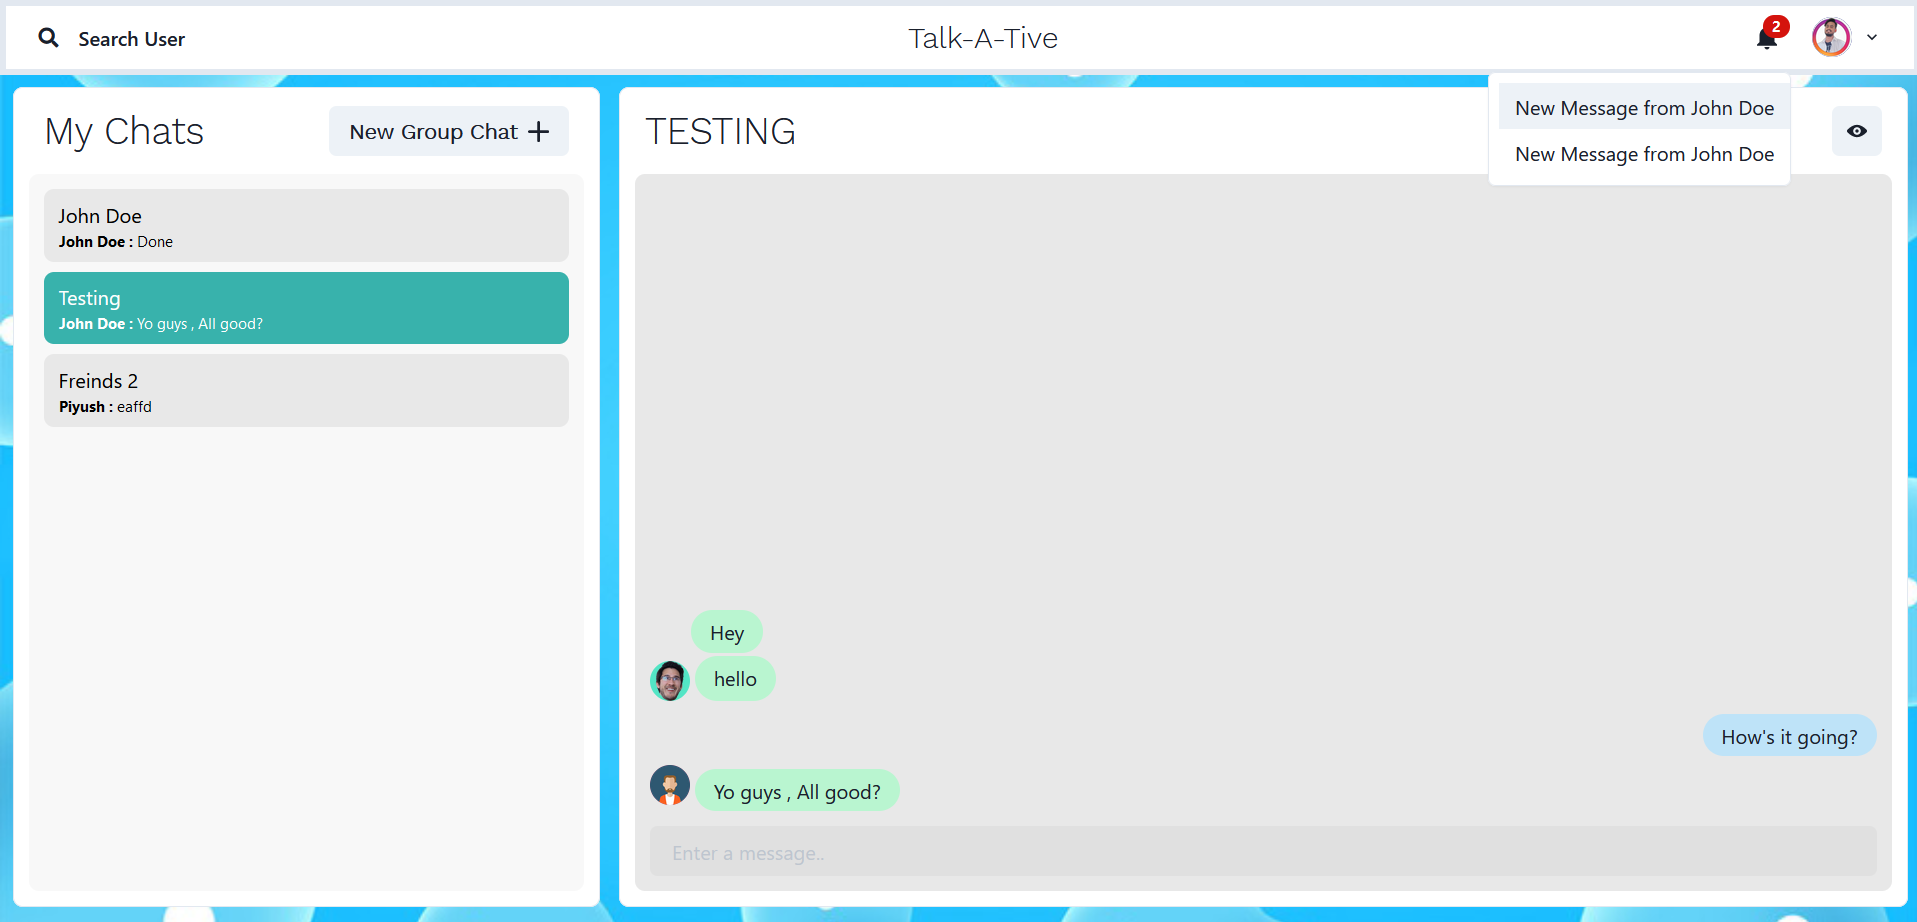 Search User
Talk-A-Tive
2
My Chats
New Group Chat
John Doe
John Doe : Done
Testing
John Doe : Yo guys , All good?
Freinds 2
Piyush : eaffd
TESTING
New Message from John Doe
New Message from John Doe
Hey
hello
How's it going?
Yo guys , All good?
Enter a message..